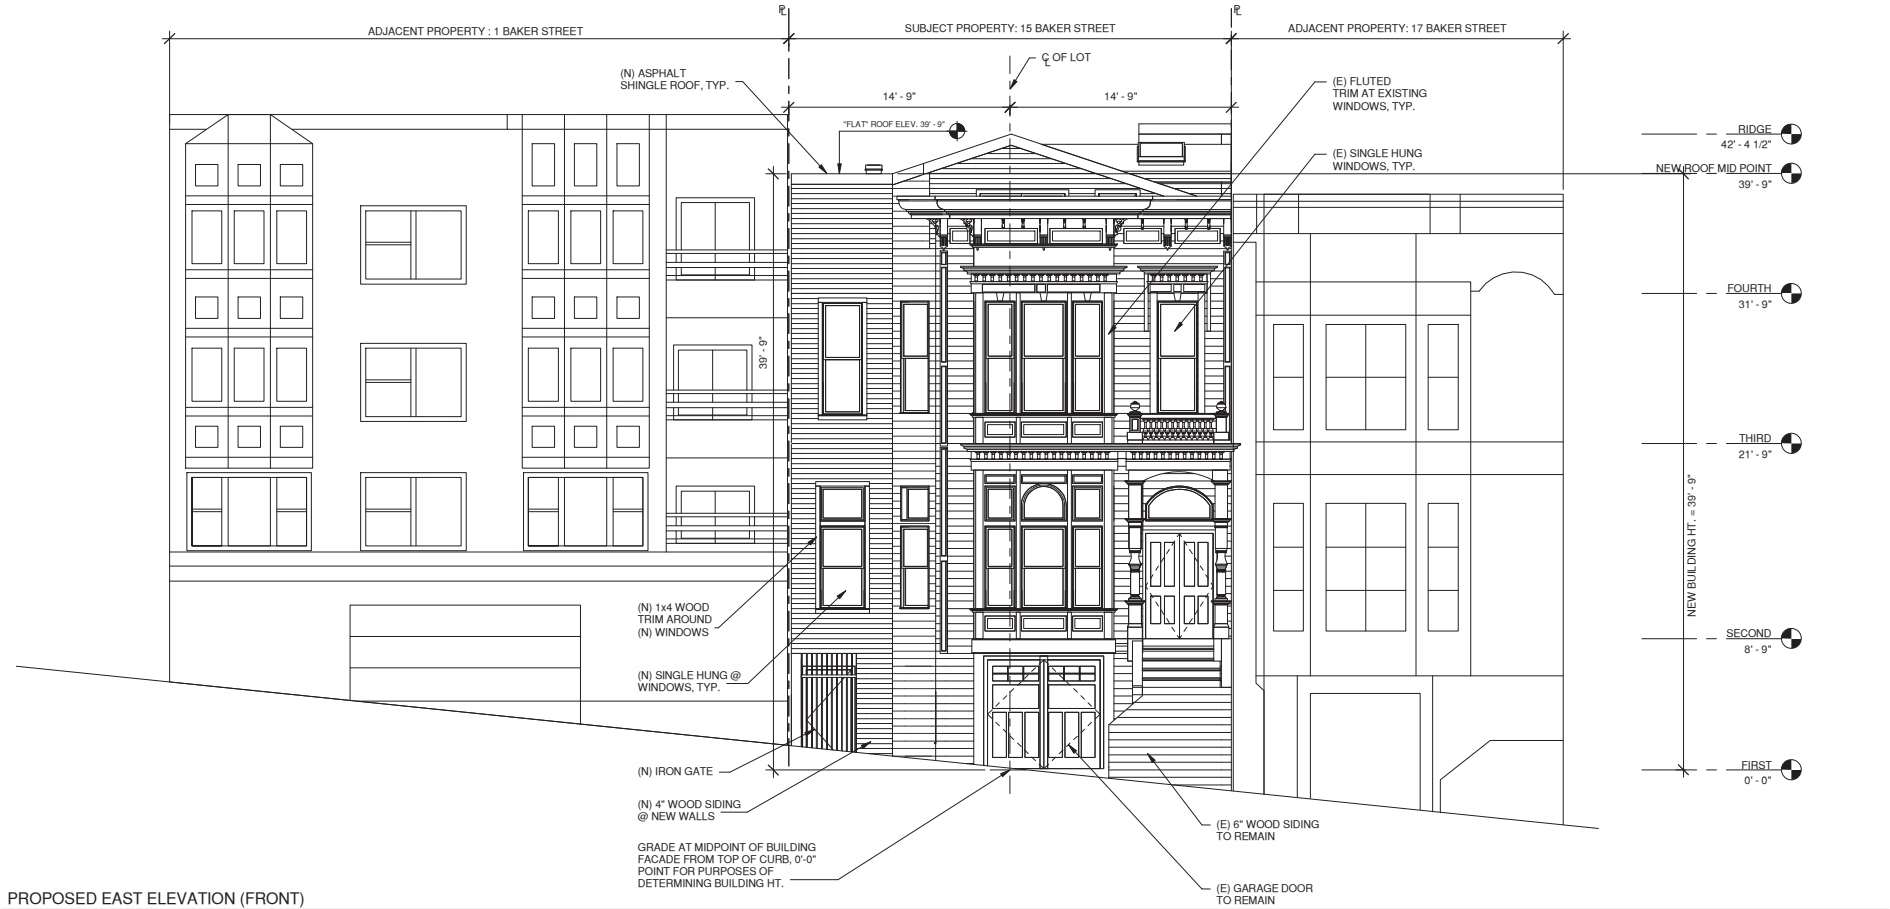 PL
PL
ADJACENT PROPERTY : 1 BAKER STREET
SUBJECT PROPERTY: 15 BAKER STREET
ADJACENT PROPERTY: 17 BAKER STREET
CL OF LOT
(N) ASPHALT
SHINGLE ROOF, TYP.
14' - 9"
14' - 9"
(E) FLUTED
TRIM AT EXISTING
WINDOWS, TYP.
"FLAT" ROOF ELEV. 39' - 9"
RIDGE
42' - 4 1/2"
(E) SINGLE HUNG
WINDOWS, TYP.
NEW ROOF MID POINT
39' - 9"
FOURTH
31' - 9"
39' - 9"
THIRD
21' - 9"
NEW BUILDING HT. = 39' - 9"
(N) 1x4 WOOD
TRIM AROUND
(N) WINDOWS
SECOND
8' - 9"
(N) SINGLE HUNG @
WINDOWS, TYP.
(N) IRON GATE
FIRST
0' - 0"
(N) 4" WOOD SIDING
@ NEW WALLS
(E) 6" WOOD SIDING
TO REMAIN
GRADE AT MIDPOINT OF BUILDING
FACADE FROM TOP OF CURB, 0'-0"
POINT FOR PURPOSES OF
DETERMINING BUILDING HT.
(E) GARAGE DOOR
TO REMAIN
PROPOSED EAST ELEVATION (FRONT)